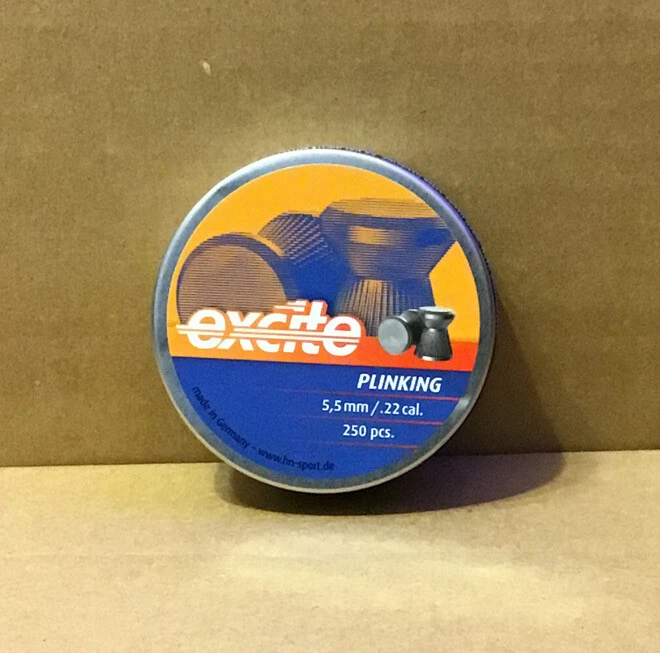 excite
PLINKING
5,5 mm / .22 cal.
250 pcs.
made in Germany - www.hn-sport.de